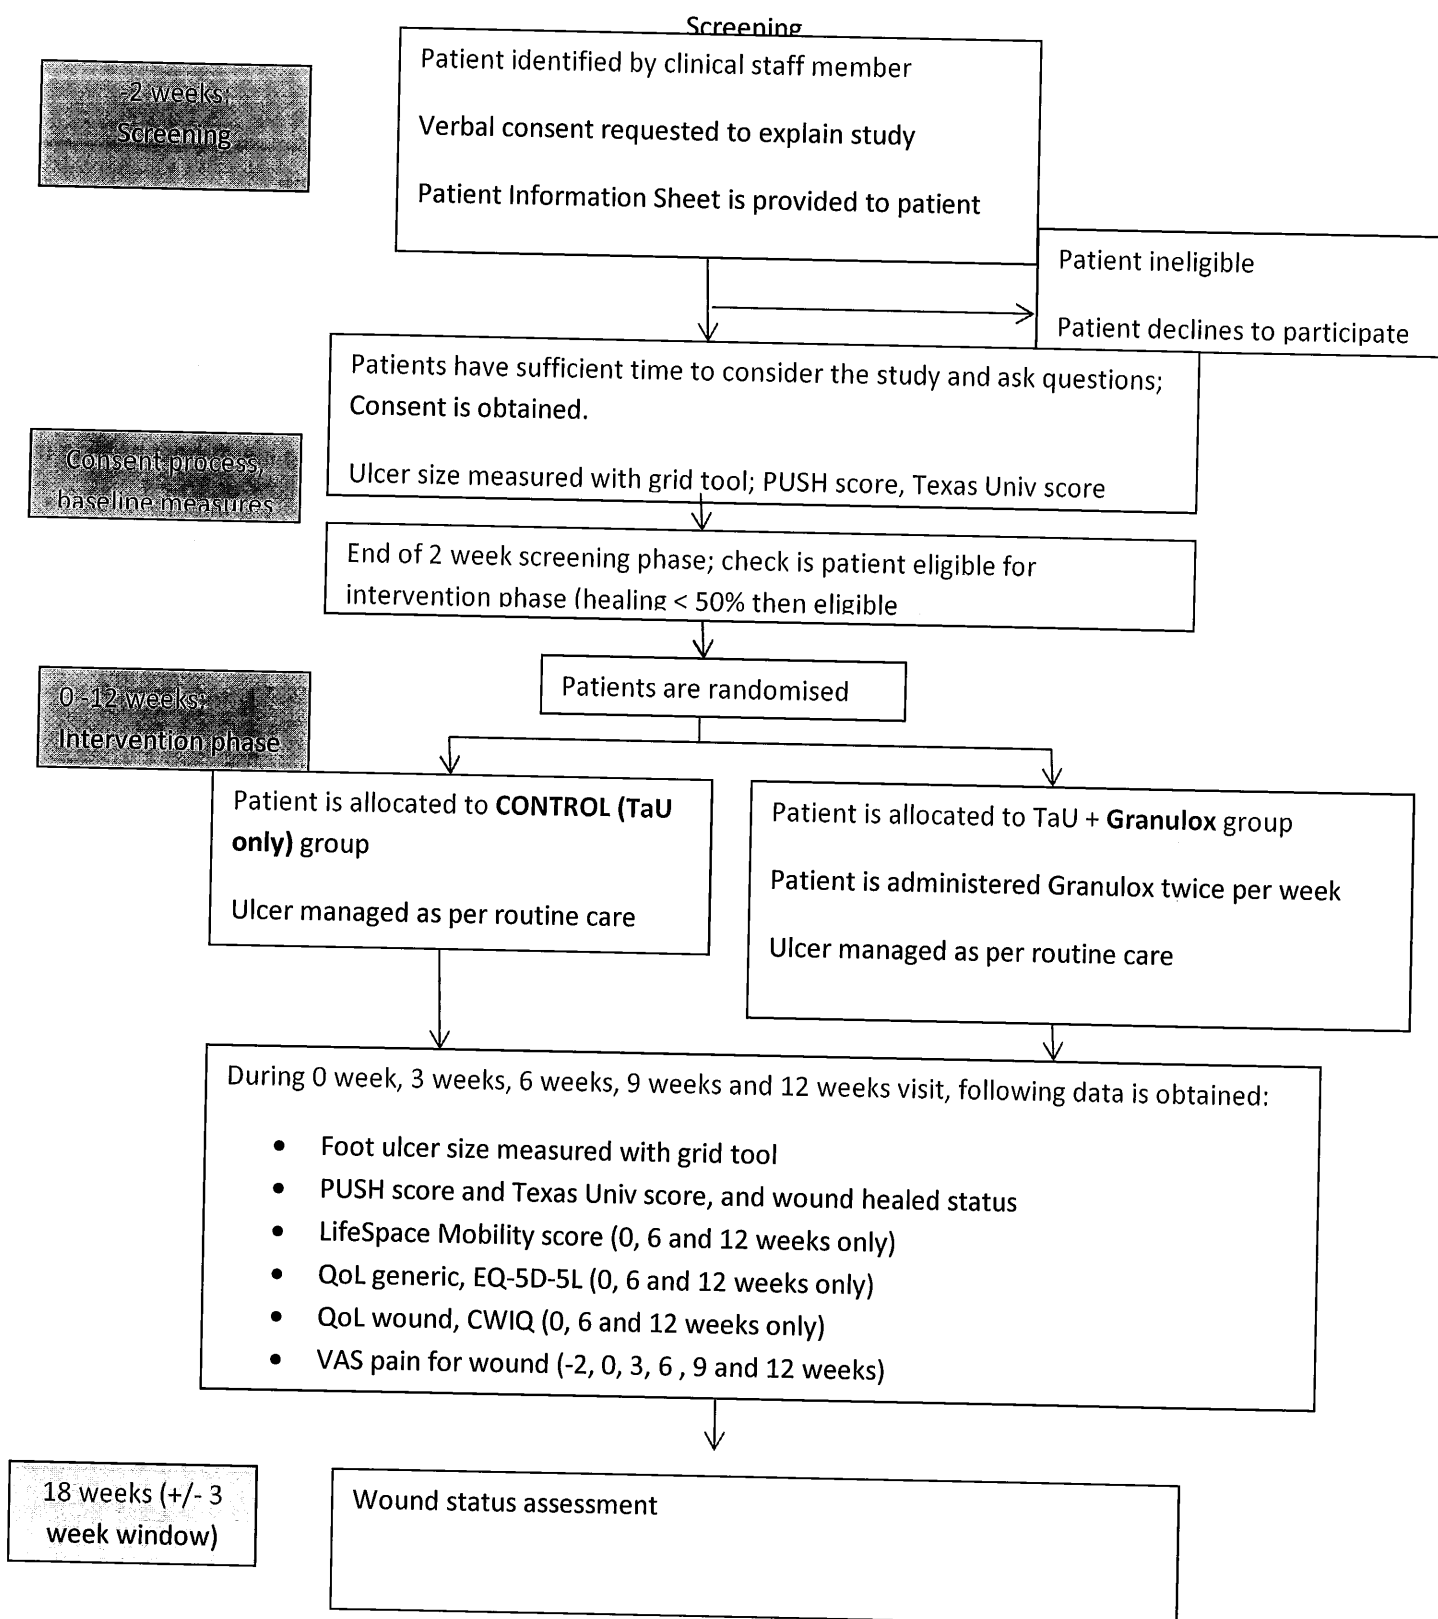 Screening
-2 weeks;
Screening
Patient identified by clinical staff member
Verbal consent requested to explain study
Patient Information Sheet is provided to patient
Patient ineligible
Patient declines to participate
Patients have sufficient time to consider the study and ask questions;
Consent is obtained.
Ulcer size measured with grid tool; PUSH score, Texas Univ score
Consent process,
baseline measures
End of 2 week screening phase; check is patient eligible for
intervention phase (healing < 50% then eligible
Patients are randomised
0 -12 weeks;
Intervention phase
Patient is allocated to CONTROL (TaU
only) group
Ulcer managed as per routine care
Patient is allocated to TaU + Granulox group
Patient is administered Granulox twice per week
Ulcer managed as per routine care
During 0 week, 3 weeks, 6 weeks, 9 weeks and 12 weeks visit, following data is obtained:
• Foot ulcer size measured with grid tool
• PUSH score and Texas Univ score, and wound healed status
• LifeSpace Mobility score (0, 6 and 12 weeks only)
• QoL generic, EQ-5D-5L (0, 6 and 12 weeks only)
• QoL wound, CWIQ (0, 6 and 12 weeks only)
• VAS pain for wound (-2, 0, 3, 6 , 9 and 12 weeks)
18 weeks (+/- 3
week window)
Wound status assessment